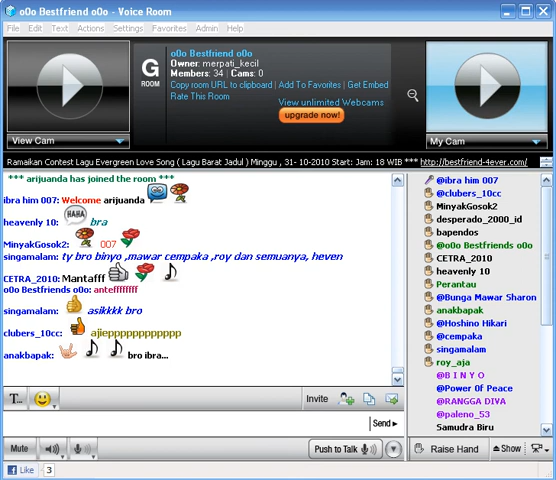 o0o Bestfriend o0o - Voice Room
File Edit Text Actions Settings Favorites Admin Help
G
ROOM
o0o Bestfriend o0o
Owner: merpati_kecil
Members: 34 | Cams: 0
Copy room URL to clipboard | Add To Favorites | Get Embed
Rate This Room
View unlimited Webcams
upgrade now!
View Cam
My Cam
Ramaikan Contest Lagu Evergreen Love Song ( Lagu Barat Jadul ) Minggu , 31- 10-2010 Start: Jam: 18 WIB *** http://bestfriend-4ever.com/
*** arijuanda has joined the room ***
ibra him 007: Welcome arijuanda
heavenly 10: HAHA bra
MinyakGosok2: 007
singamalam: ty bro binyo ,mawar cempaka ,roy dan semuanya, heven
CETRA_2010: Mantafff
o0o Bestfriends o0o: anteffffffff
singamalam: asikkkk bro
clubers_10cc: ajieppppppppppppp
anakbapak: bro ibra...
@ibra him 007
@clubers_10cc
MinyakGosok2
desperado_2000_id
bapendos
@o0o Bestfriends o0o
CETRA_2010
heavenly 10
Perantau
@Bunga Mawar Sharon
anakbapak
@Hoshino Hikari
@cempaka
singamalam
roy_aja
@B I N Y O
@Power Of Peace
@RANGGA DIVA
@paleno_53
Samudra Biru
T...
Invite
Send
Mute
Push to Talk
Raise Hand
Show
Like 3